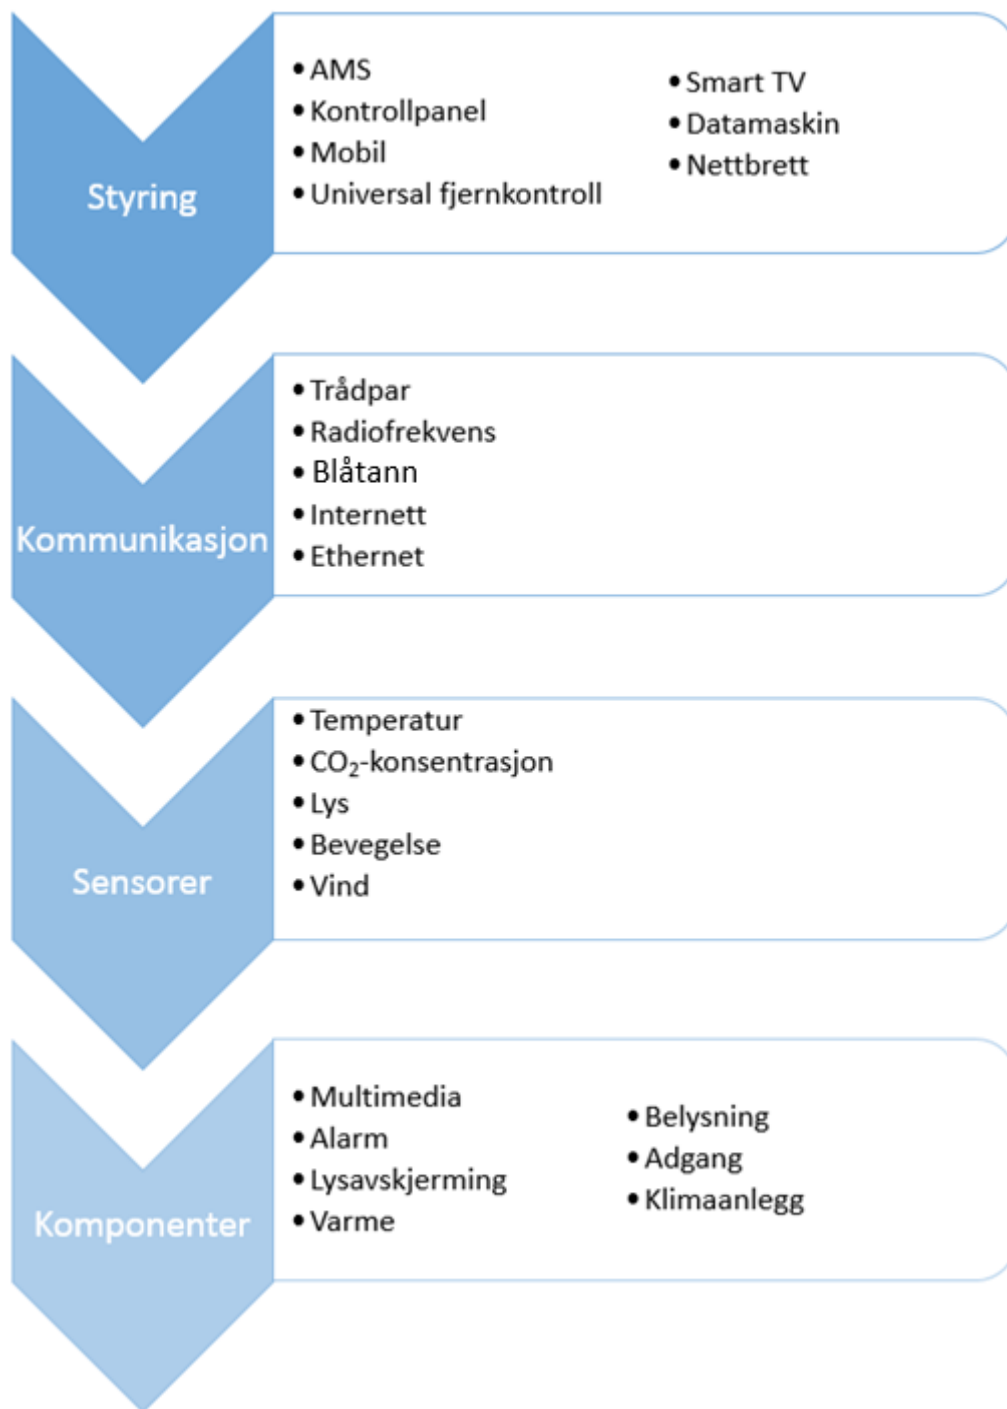 Styring
• AMS
• Kontrollpanel
• Mobil
• Universal fjernkontroll
• Smart TV
• Datamaskin
• Nettbrett
Kommunikasjon
• Trådpar
• Radiofrekvens
• Blåtann
• Internett
• Ethernet
Sensorer
• Temperatur
• CO₂-konsentrasjon
• Lys
• Bevegelse
• Vind
Komponenter
• Multimedia
• Alarm
• Lysavskjerming
• Varme
• Belysning
• Adgang
• Klimaanlegg